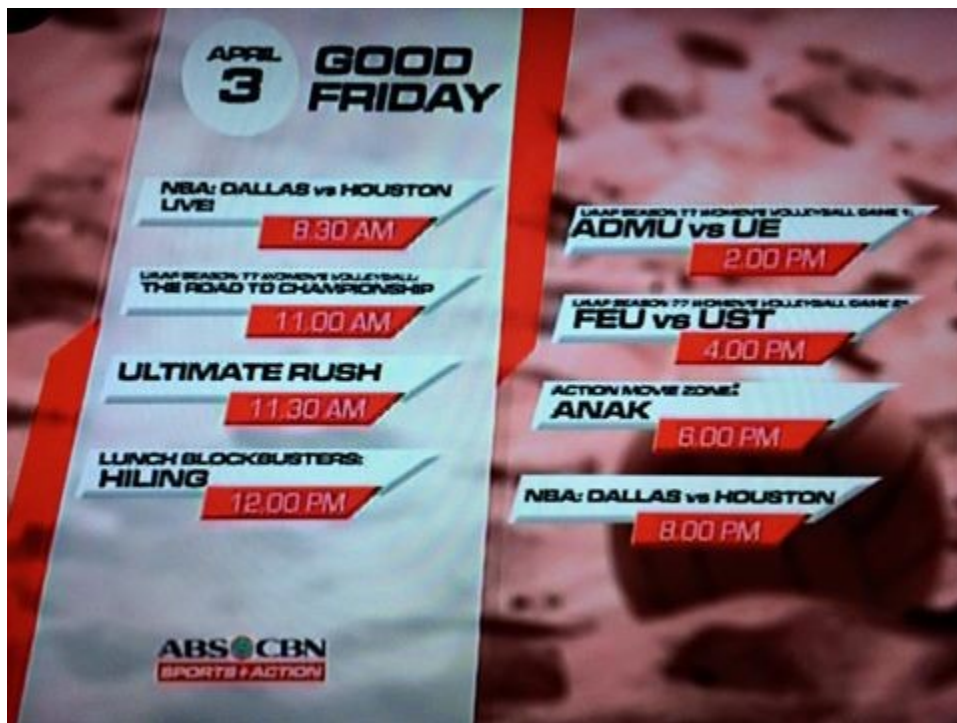 APRIL
3
GOOD
FRIDAY
NBA: DALLAS vs HOUSTON
LIVE!
8.30 AM
UAAP SEASON 77 WOMEN'S VOLLEYBALL:
THE ROAD TO CHAMPIONSHIP
11.00 AM
ULTIMATE RUSH
11.30 AM
LUNCH BLOCKBUSTERS:
HILING
12.00 PM
UAAP SEASON 77 WOMEN'S VOLLEYBALL GAME 1:
ADMU vs UE
2.00 PM
UAAP SEASON 77 WOMEN'S VOLLEYBALL GAME 2:
FEU vs UST
4.00 PM
ACTION MOVIE ZONE:
ANAK
6.00 PM
NBA: DALLAS vs HOUSTON
8.00 PM
ABS CBN
SPORTS+ACTION